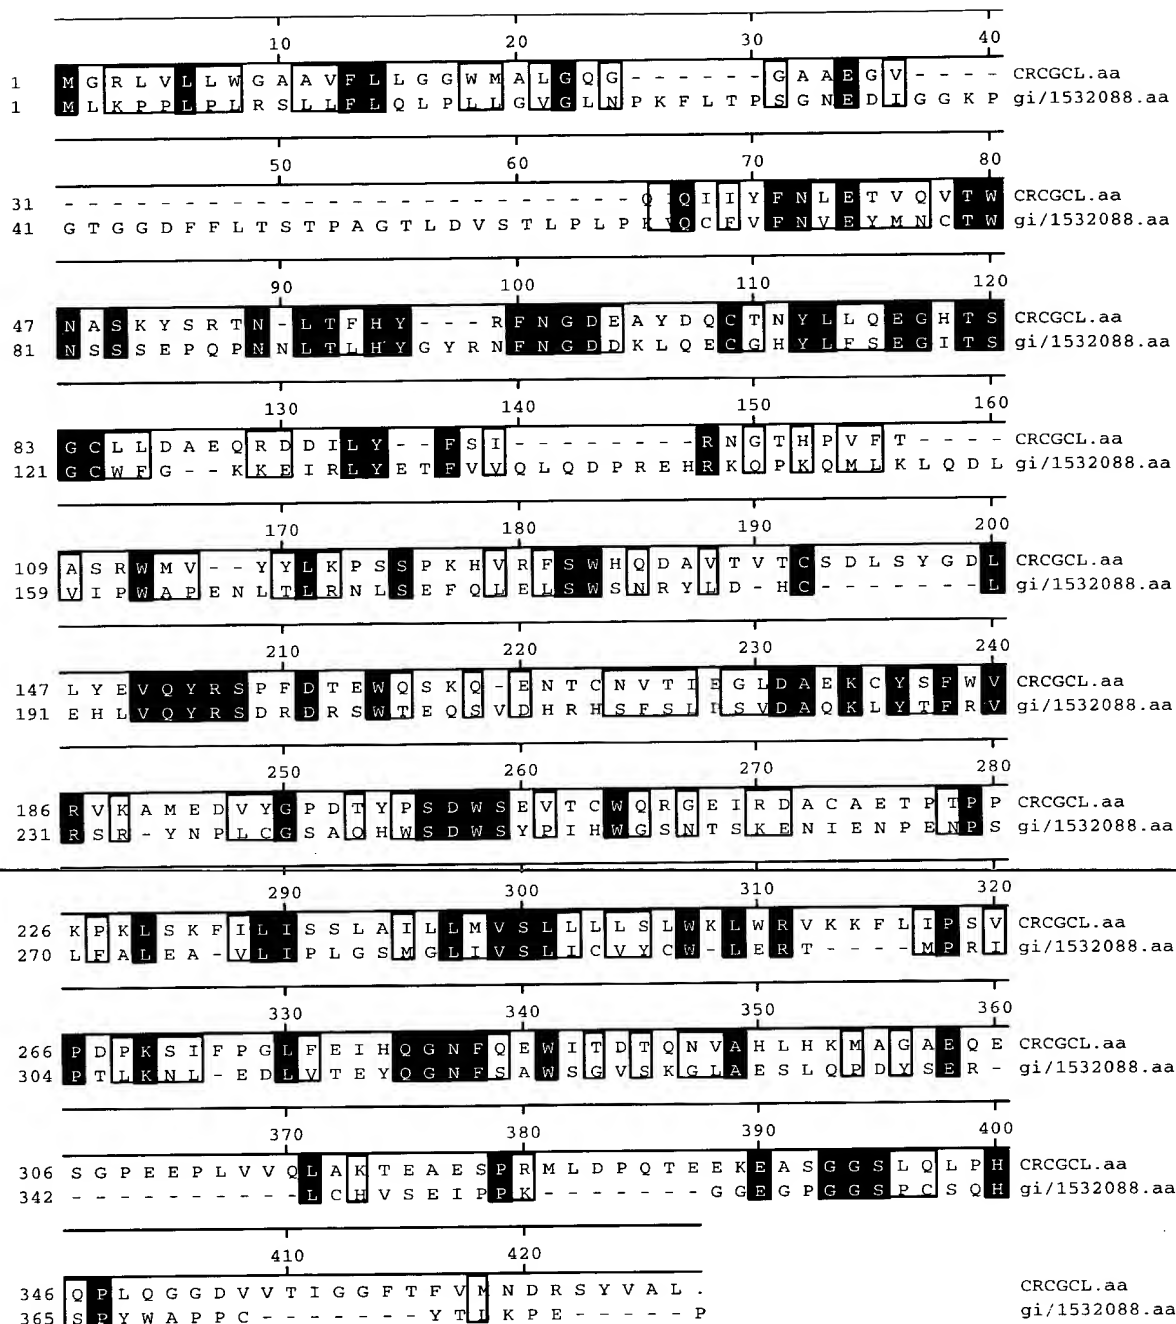 10 20 30 40
1 M G R L V L L W G A A V F L L G G W M A L G Q G - - - - - - G A A E G V - - - - CRCGCL.aa
1 M L K P P L P L R S L L F L Q L P L L G V G L N P K F L T P S G N E D I G G K P gi/1532088.aa
50 60 70 80
31 - - - - - - - - - - - - - - - - - - - - - - - - - Q I Q I I Y F N L E T V Q V T W CRCGCL.aa
41 G T G G D F F L T S T P A G T L D V S T L P L P K V Q C F V F N V E Y M N C T W gi/1532088.aa
90 100 110 120
47 N A S K Y S R T N - L T F H Y - - - R F N G D E A Y D Q C T N Y L L Q E G H T S CRCGCL.aa
81 N S S S E P Q P N N L T L H Y G Y R N F N G D D K L Q E C G H Y L F S E G I T S gi/1532088.aa
130 140 150 160
83 G C L L D A E Q R D D I L Y - - F S I - - - - - - - - R N G T H P V F T - - - - CRCGCL.aa
121 G C W F G - - K K E I R L Y E T F V V Q L Q D P R E H R K Q P K Q M L K L Q D L gi/1532088.aa
170 180 190 200
109 A S R W M V - - Y Y L K P S S P K H V R F S W H Q D A V T V T C S D L S Y G D L CRCGCL.aa
159 V I P W A P E N L T L R N L S E F Q L E L S W S N R Y L D - H C - - - - - - - L gi/1532088.aa
210 220 230 240
147 L Y E V Q Y R S P F D T E W Q S K Q - E N T C N V T I E G L D A E K C Y S F W V CRCGCL.aa
191 E H L V Q Y R S D R D R S W T E Q S V D H R H S F S L I S V D A Q K L Y T F R V gi/1532088.aa
250 260 270 280
186 R V K A M E D V Y G P D T Y P S D W S E V T C W Q R G E I R D A C A E T P T P P CRCGCL.aa
231 R S R - Y N P L C G S A Q H W S D W S Y P I H W G S N T S K E N I E N P E N P S gi/1532088.aa
290 300 310 320
226 K P K L S K F I L I S S L A I L L M V S L L L L S L W K L W R V K K F L I P S V CRCGCL.aa
270 L F A L E A - V L I P L G S M G L I V S L I C V Y C W - L E R T - - - - M P R I gi/1532088.aa
330 340 350 360
266 P D P K S I F P G L F E I H Q G N F Q E W I T D T Q N V A H L H K M A G A E Q E CRCGCL.aa
304 P T L K N L - E D L V T E Y Q G N F S A W S G V S K G L A E S L Q P D Y S E R - gi/1532088.aa
370 380 390 400
306 S G P E E P L V V Q L A K T E A E S P R M L D P Q T E E K E A S G G S L Q L P H CRCGCL.aa
342 - - - - - - - - - - L C H V S E I P P K - - - - - - - G G E G P G G S P C S Q H gi/1532088.aa
410 420
346 Q P L Q G G D V V T I G G F T F V M N D R S Y V A L . CRCGCL.aa
365 S P Y W A P P C - - - - - - - Y T L K P E - - - - - P gi/1532088.aa